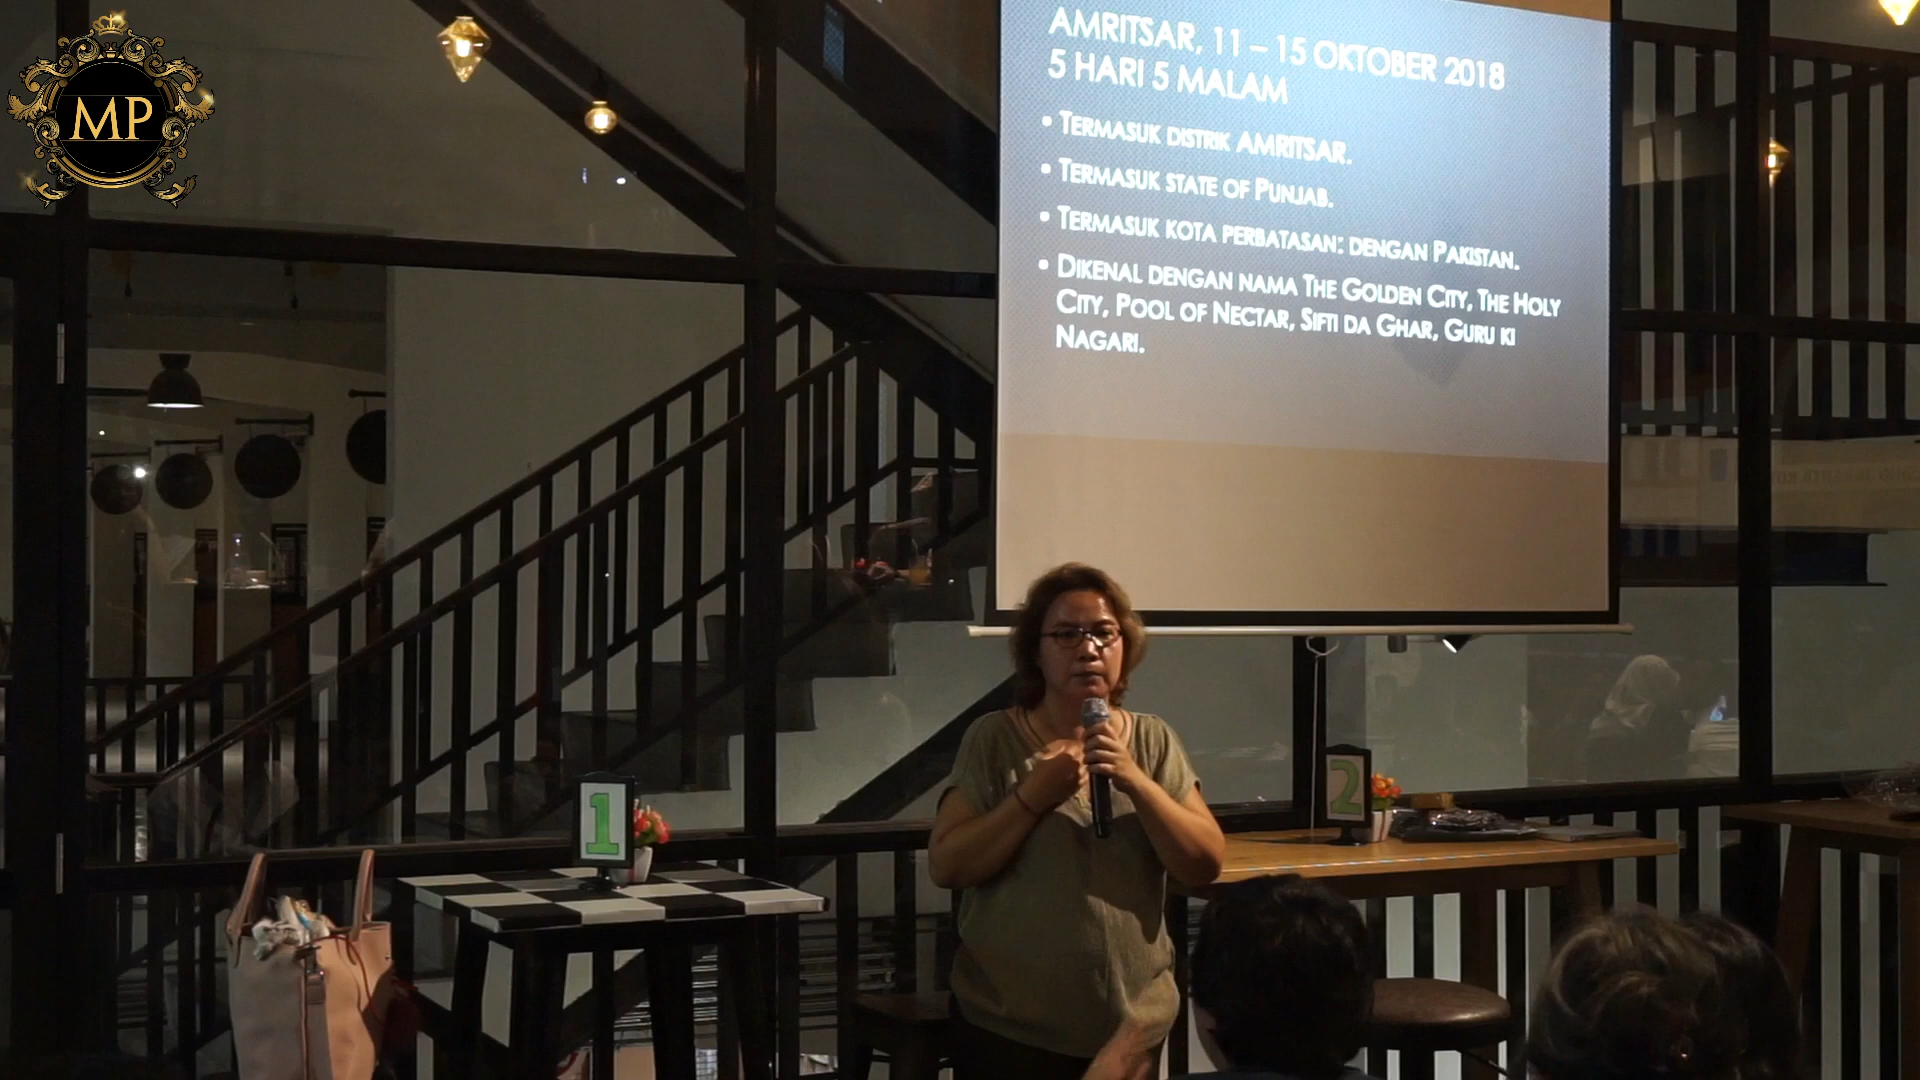 MP
AMRITSAR, 11 – 15 OKTOBER 2018
5 HARI 5 MALAM
• TERMASUK DISTRIK AMRITSAR.
• TERMASUK STATE OF PUNJAB.
• TERMASUK KOTA PERBATASAN: DENGAN PAKISTAN.
• DIKENAL DENGAN NAMA THE GOLDEN CITY, THE HOLY
CITY, POOL OF NECTAR, SIFTI DA GHAR, GURU KI
NAGARI.
1
2